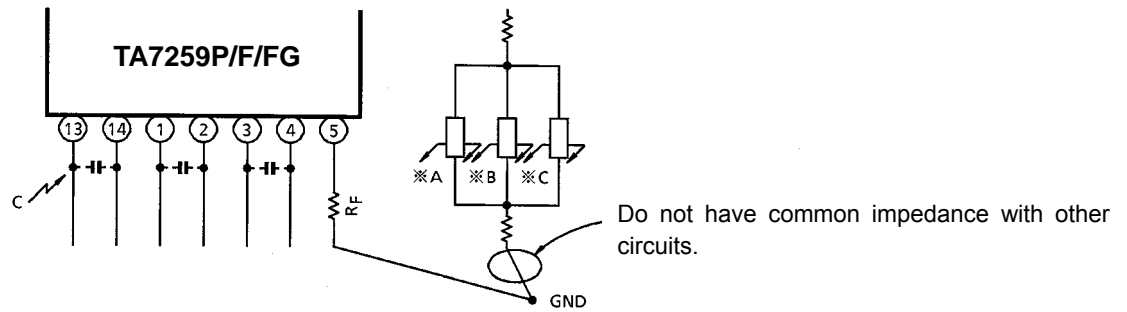 TA7259P/F/FG
13 14 1 2 3 4 5
※A ※B ※C
C
RF
Do not have common impedance with other
circuits.
GND